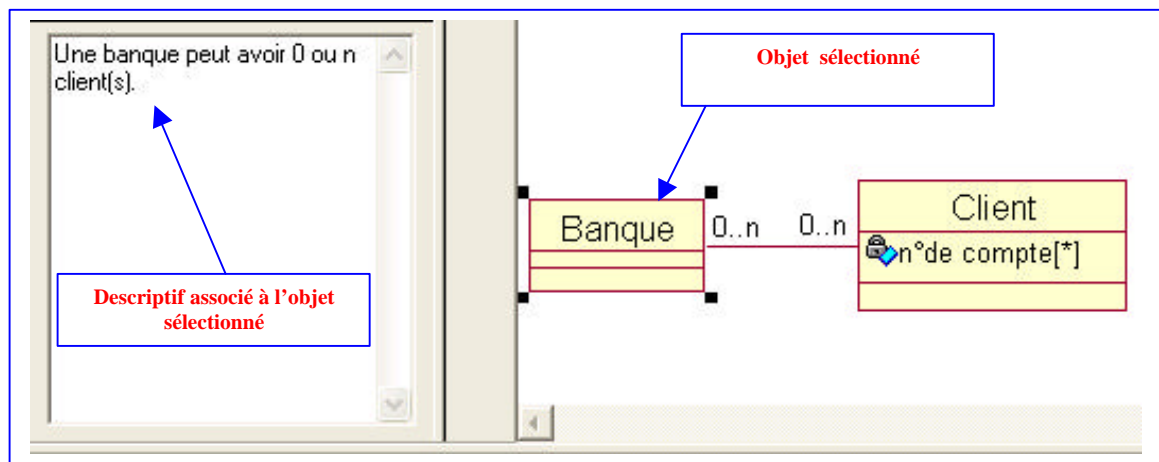 Une banque peut avoir 0 ou n
client(s).
Objet sélectionné
Descriptif associé à l'objet
sélectionné
Banque
0..n
0..n
Client
n°de compte[*]